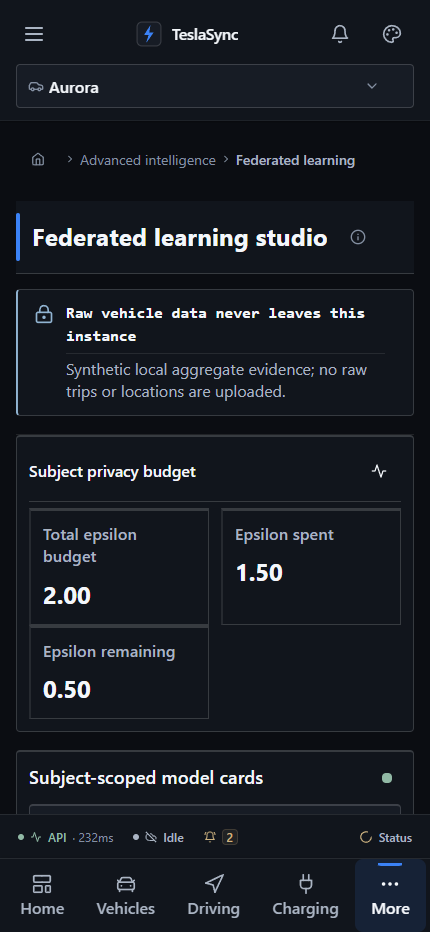 TeslaSync
Aurora
Advanced intelligence
Federated learning
Federated learning studio
Raw vehicle data never leaves this
instance
Synthetic local aggregate evidence; no raw
trips or locations are uploaded.
Subject privacy budget
Total epsilon
budget
2.00
Epsilon spent
1.50
Epsilon remaining
0.50
Subject-scoped model cards
API · 232ms
Idle
2
Status
Home
Vehicles
Driving
Charging
More